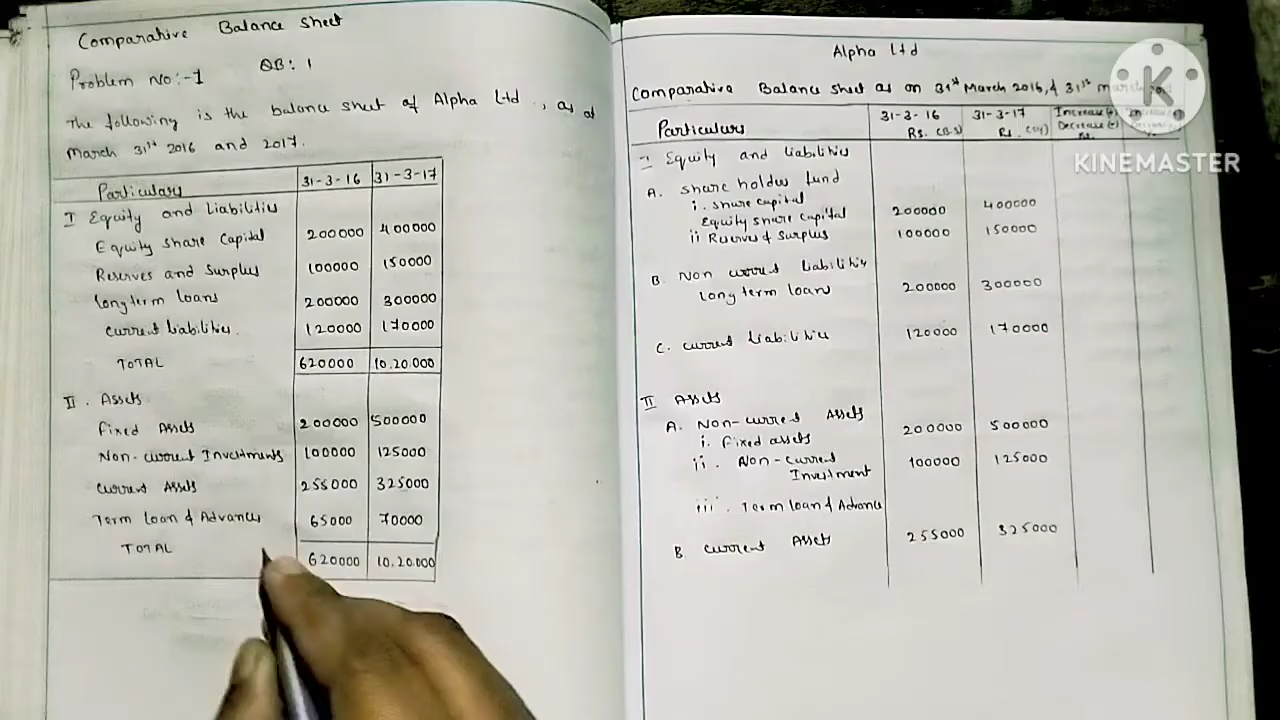 Comparative Balance sheet
Problem No:-1 QB: 1
The following is the balance sheet of Alpha Ltd., as at
March 31st 2016 and 2017.
Particulars 31-3-16 31-3-17
I Equity and Liabilities
Equity share Capital 200000 400000
Reserves and Surplus 100000 150000
Long term loans 200000 300000
Current Liabilities. 120000 170000
TOTAL 620000 10.20.000
II. Assets
Fixed Assets 200000 500000
Non-current Investments 100000 125000
Current Assets 255000 325000
Term loan & Advances 65000 70000
TOTAL 620000 10.20.000
Alpha Ltd
Comparative Balance sheet as on 31st March 2016, & 31st march
Particulars 31-3-16 Rs. (B.S) 31-3-17 Rs. (CY) Increase(+) Decrease(-) Rs.
I Equity and liabilities
A. Share holder fund
i. share capital
Equity share capital 200000 400000
ii Reserves & Surplus 100000 150000
B. Non current liabilities
Long term loans 200000 300000
C. Current Liabilities 120000 170000
II Assets
A. Non-current Assets
i. Fixed assets 200000 500000
ii. Non-Current 100000 125000
Investment
iii. Term loan & Advance
B. Current Assets 255000 325000
K
KINEMASTER